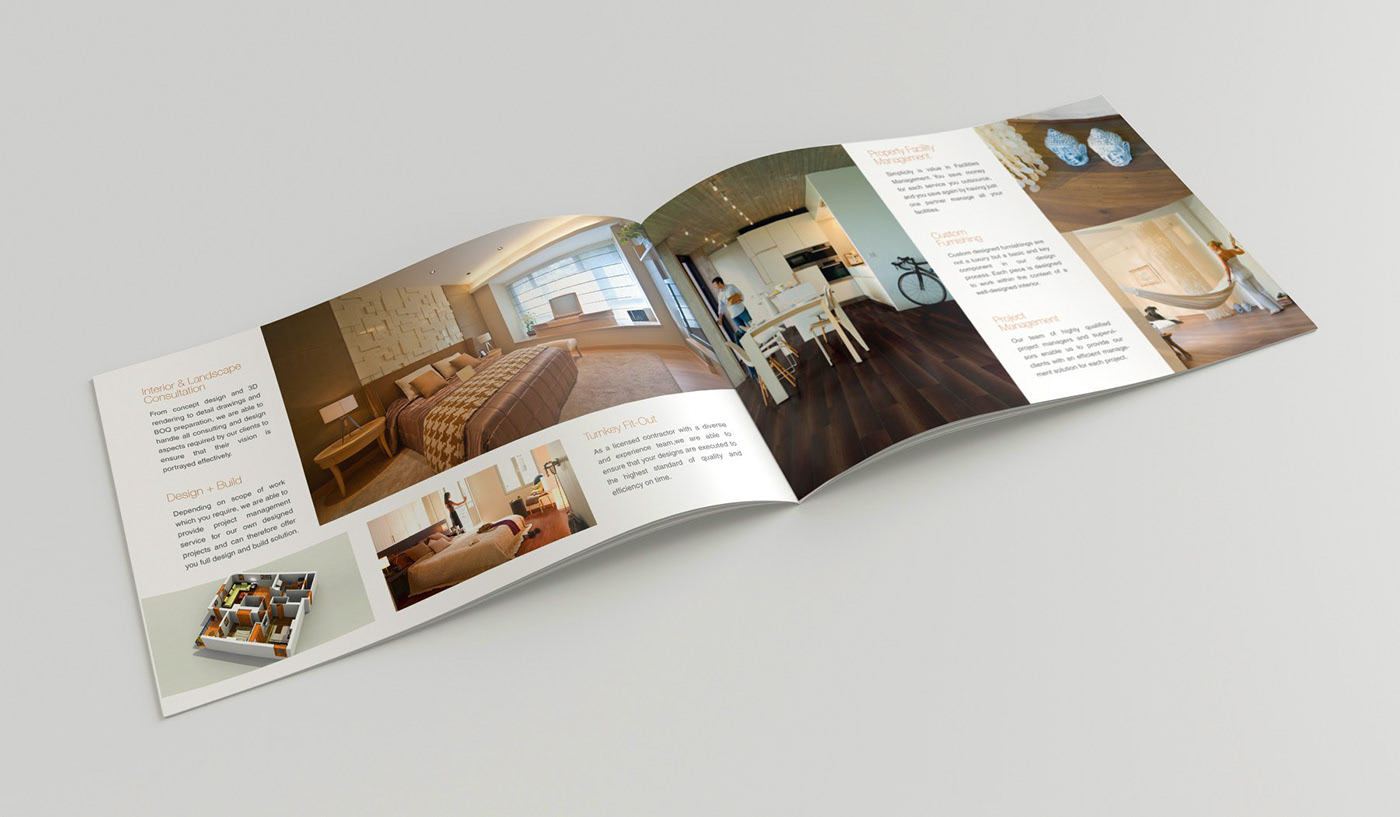 Interior & Landscape
Consultation
From concept design and 3D
rendering to detail drawings and
BOQ preparation, we are able to
handle all consulting and design
aspects required by our clients to
ensure that their vision is
portrayed effectively.
Design + Build
Depending on scope of work
which you require, we are able to
provide project management
service for our own designed
projects and can therefore offer
you full design and build solution.
Turnkey Fit-Out
As a licensed contractor with a diverse
and experience team,we are able to
ensure that your designs are executed to
the highest standard of quality and
efficiency on time.
Property Facility
Management
Simplicity is value in Facilities
Management. You save money
for each service you outsource,
and you save again by having just
one partner manage all your
facilities.
Custom
Furnishing
Custom designed furnishings are
not a luxury but a basic and key
component in our design
process. Each piece is designed
to work within the context of a
well-designed interior.
Project
Management
Our team of highly qualified
project managers and supervi-
sors enable us to provide our
clients with an efficient manage-
ment solution for each project.